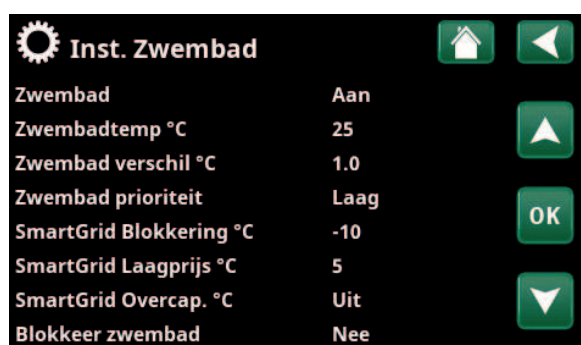 Inst. Zwembad
Zwembad Aan
Zwembadtemp °C 25
Zwembad verschil °C 1.0
Zwembad prioriteit Laag
SmartGrid Blokkering °C -10
SmartGrid Laagprijs °C 5
SmartGrid Overcap. °C Uit
Blokkeer zwembad Nee
OK